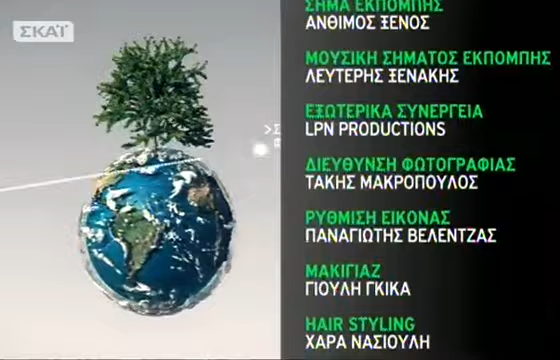 ΣΚΑΪ
ΣΗΜΑ ΕΚΠΟΜΠΗΣ
ΑΝΘΙΜΟΣ ΞΕΝΟΣ
ΜΟΥΣΙΚΗ ΣΗΜΑΤΟΣ ΕΚΠΟΜΠΗΣ
ΛΕΥΤΕΡΗΣ ΞΕΝΑΚΗΣ
ΕΞΩΤΕΡΙΚΑ ΣΥΝΕΡΓΕΙΑ
LPN PRODUCTIONS
ΔΙΕΥΘΥΝΣΗ ΦΩΤΟΓΡΑΦΙΑΣ
ΤΑΚΗΣ ΜΑΚΡΟΠΟΥΛΟΣ
ΡΥΘΜΙΣΗ ΕΙΚΟΝΑΣ
ΠΑΝΑΓΙΩΤΗΣ ΒΕΛΕΝΤΖΑΣ
ΜΑΚΙΓΙΑΖ
ΓΙΟΥΛΗ ΓΚΙΚΑ
HAIR STYLING
ΧΑΡΑ ΝΑΣΙΟΥΛΗ